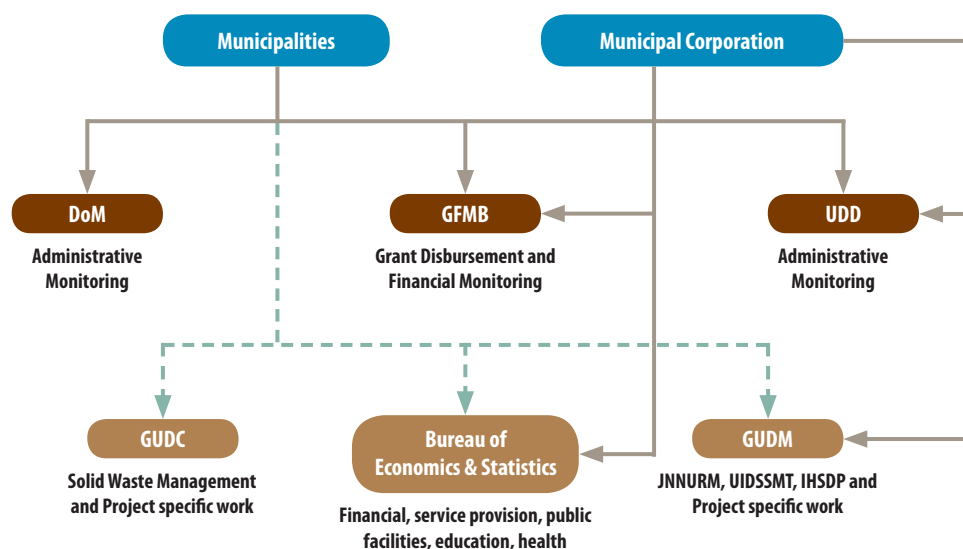 Municipalities
Municipal Corporation
DoM
GFMB
UDD
Administrative
Monitoring
Grant Disbursement and
Financial Monitoring
Administrative
Monitoring
GUDC
Bureau of
Economics & Statistics
GUDM
Solid Waste Management
and Project specific work
Financial, service provision, public
facilities, education, health
JNNURM, UIDSSMT, IHSDP and
Project specific work